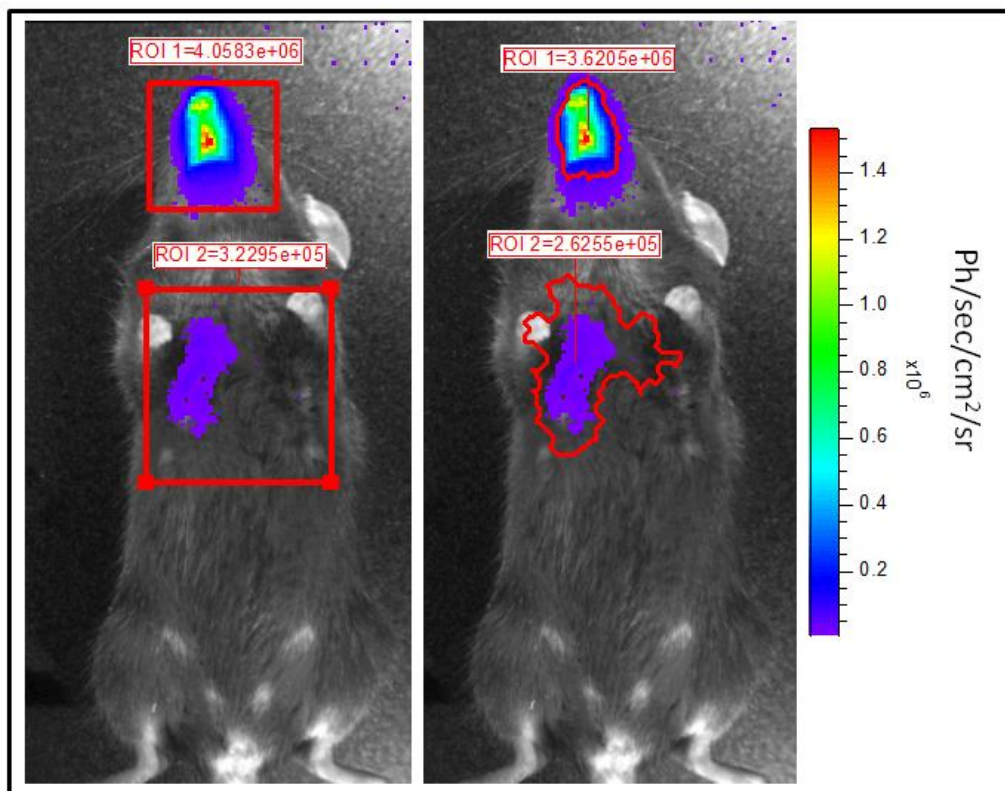 ROI 1=4.0583e+06
ROI 2=3.2295e+05
ROI 1=3.6205e+06
ROI 2=2.6255e+05
1.4
1.2
1.0
0.8
0.6
0.4
0.2
x10⁶
Ph/sec/cm²/sr